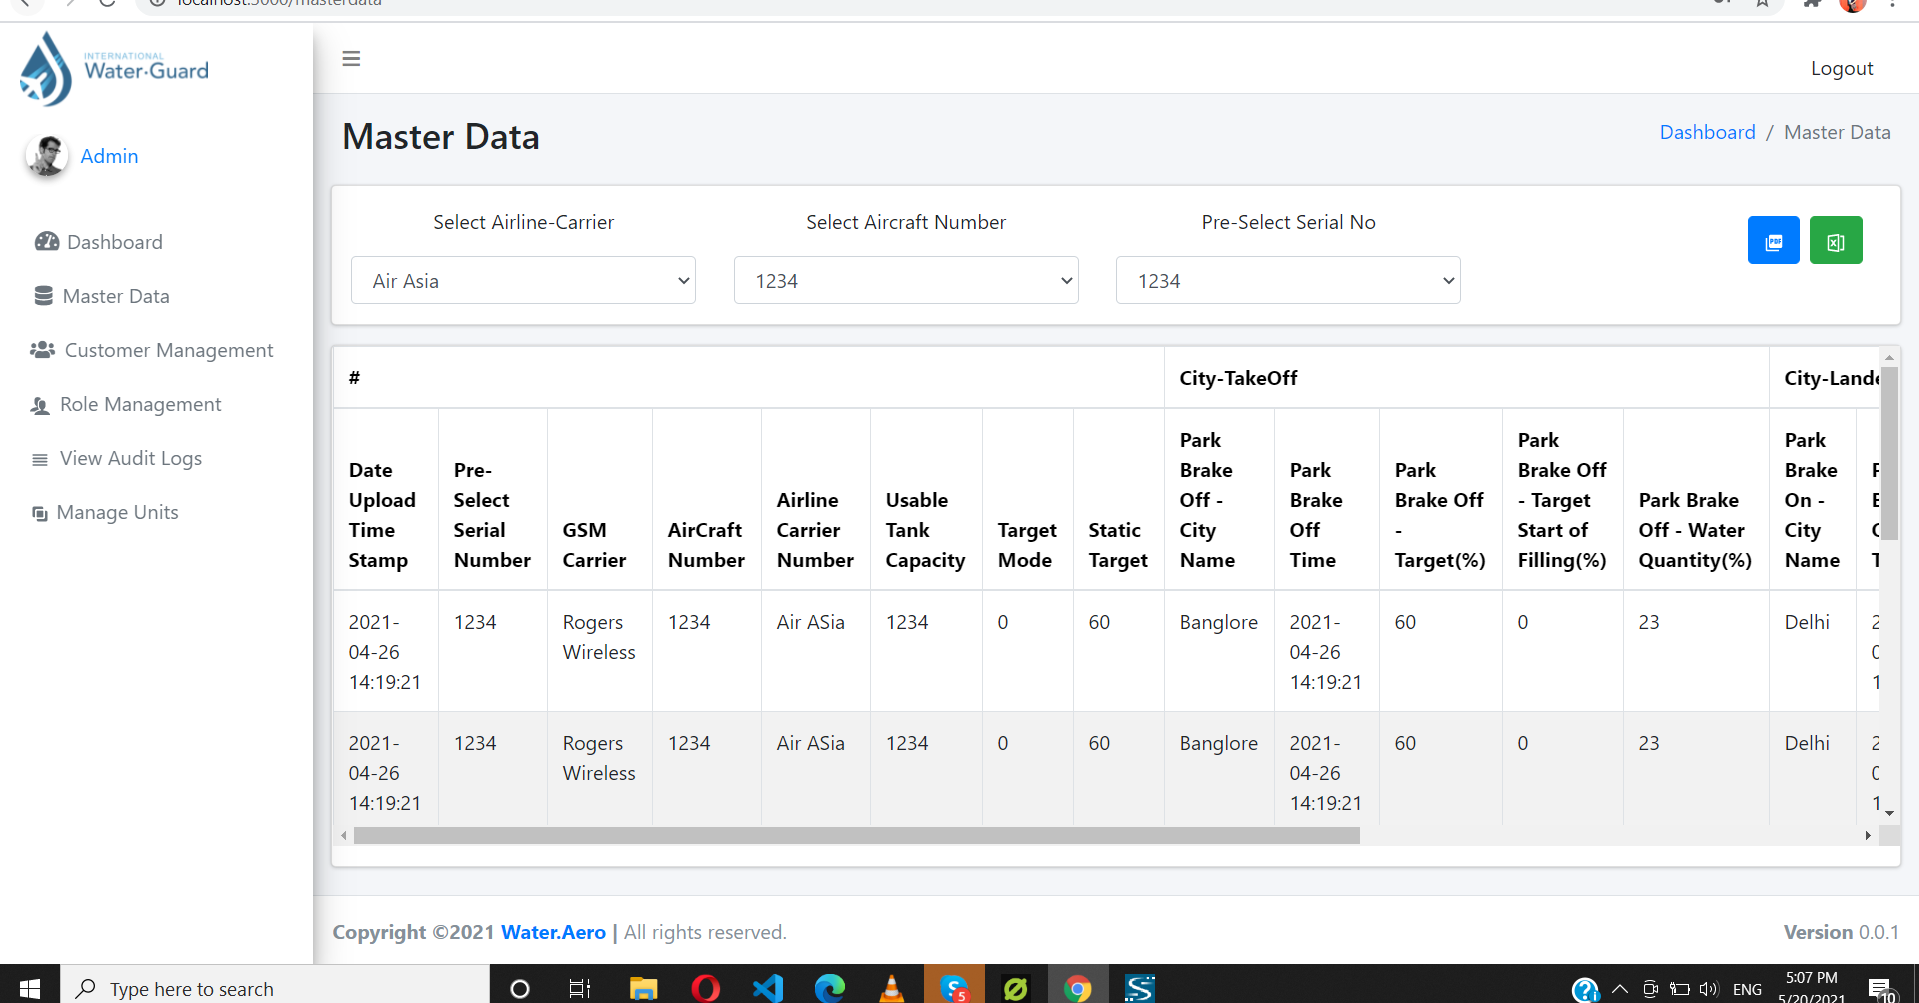 localhost:3000/masterdata
INTERNATIONAL
Water·Guard
Logout
Admin
Dashboard
Master Data
Customer Management
Role Management
View Audit Logs
Manage Units
Master Data
Dashboard / Master Data
Select Airline-Carrier
Select Aircraft Number
Pre-Select Serial No
Air Asia
1234
1234
PDF
# City-TakeOff City-Lande
Date Upload Time Stamp
Pre-Select Serial Number
GSM Carrier
AirCraft Number
Airline Carrier Number
Usable Tank Capacity
Target Mode
Static Target
Park Brake Off - City Name
Park Brake Off Time
Park Brake Off - Target(%)
Park Brake Off - Target Start of Filling(%)
Park Brake Off - Water Quantity(%)
Park Brake On - City Name
2021-04-26 14:19:21 1234 Rogers Wireless 1234 Air ASia 1234 0 60 Banglore 2021-04-26 14:19:21 60 0 23 Delhi
2021-04-26 14:19:21 1234 Rogers Wireless 1234 Air ASia 1234 0 60 Banglore 2021-04-26 14:19:21 60 0 23 Delhi
Copyright ©2021 Water.Aero | All rights reserved.
Version 0.0.1
Type here to search
5
ENG
5:07 PM
5/20/2021
10